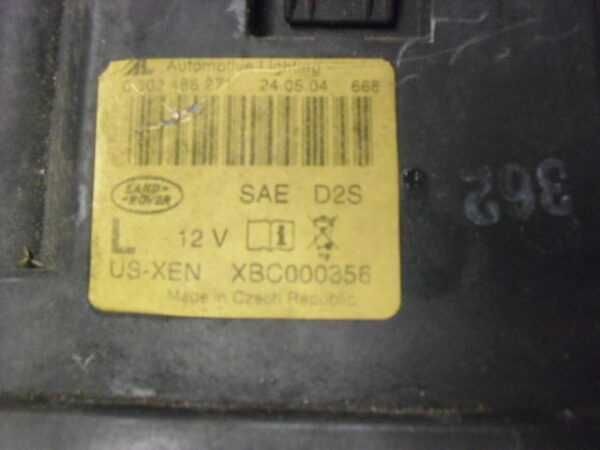 AL Automotive Lighting
24.05.04 668
LAND-
-ROVER
SAE D2S
L 12 V i
US-XEN XBC000356
Made in Czech Republic
362